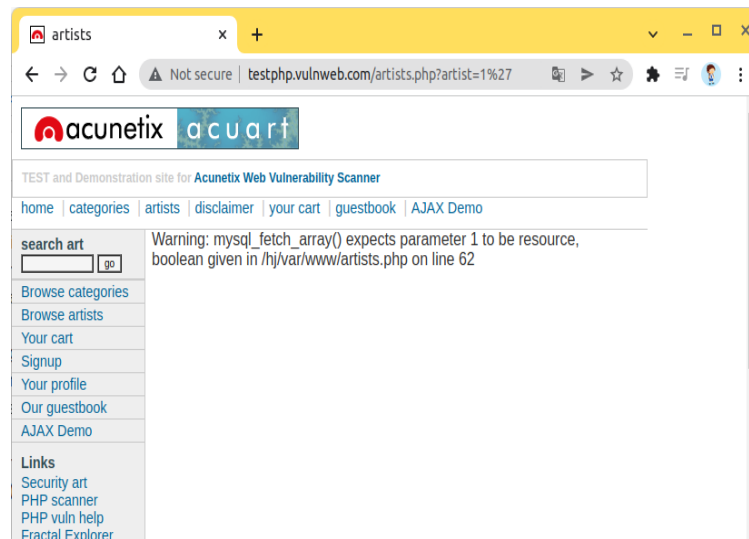 artists
Not secure | testphp.vulnweb.com/artists.php?artist=1%27
acunetix acuart
TEST and Demonstration site for Acunetix Web Vulnerability Scanner
home | categories | artists | disclaimer | your cart | guestbook | AJAX Demo
search art
go
Warning: mysql_fetch_array() expects parameter 1 to be resource,
boolean given in /hj/var/www/artists.php on line 62
Browse categories
Browse artists
Your cart
Signup
Your profile
Our guestbook
AJAX Demo
Links
Security art
PHP scanner
PHP vuln help
Fractal Explorer